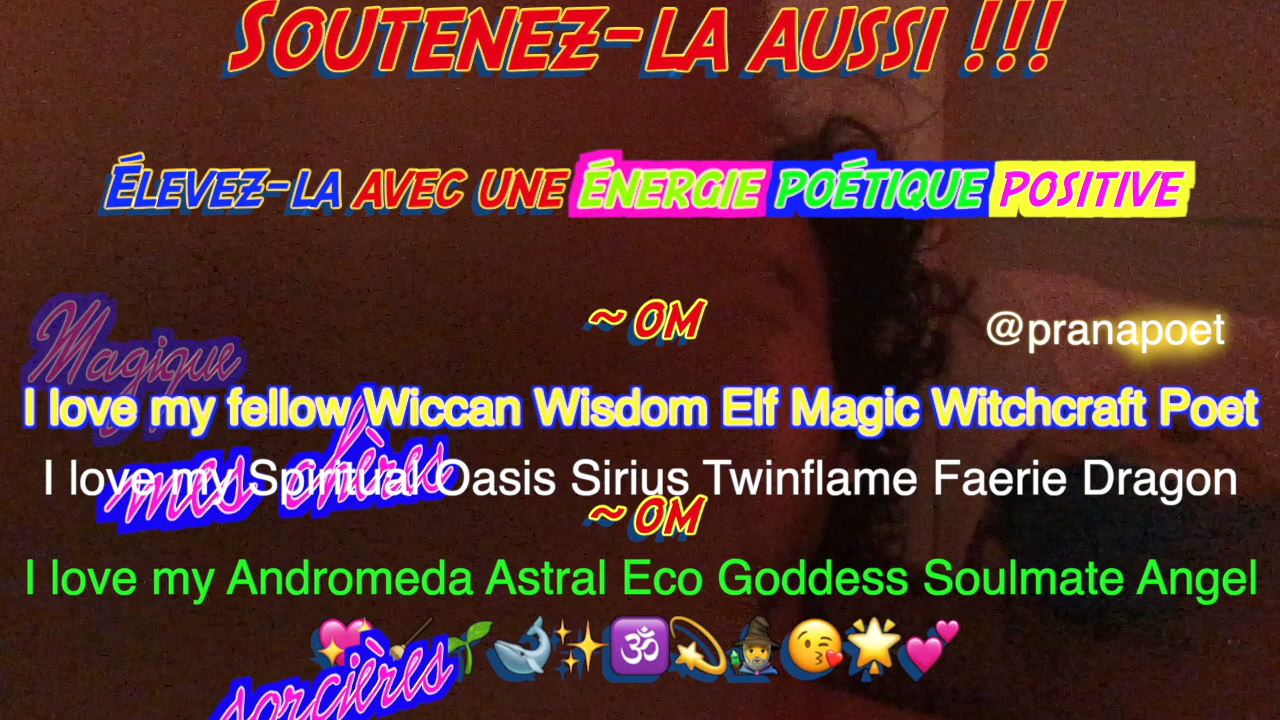 SOUTENEZ-LA AUSSI !!!
ÉLEVEZ-LA AVEC UNE ÉNERGIE POÉTIQUE POSITIVE
~ OM
@pranapoet
Magique
I love my fellow Wiccan Wisdom Elf Magic Witchcraft Poet
mes chères
I love my Spiritual Oasis Sirius Twinflame Faerie Dragon
~ OM
I love my Andromeda Astral Eco Goddess Soulmate Angel
💖🧹🌱🐳✨🕉💫🧙‍♂️😘🌟💕
sorcières